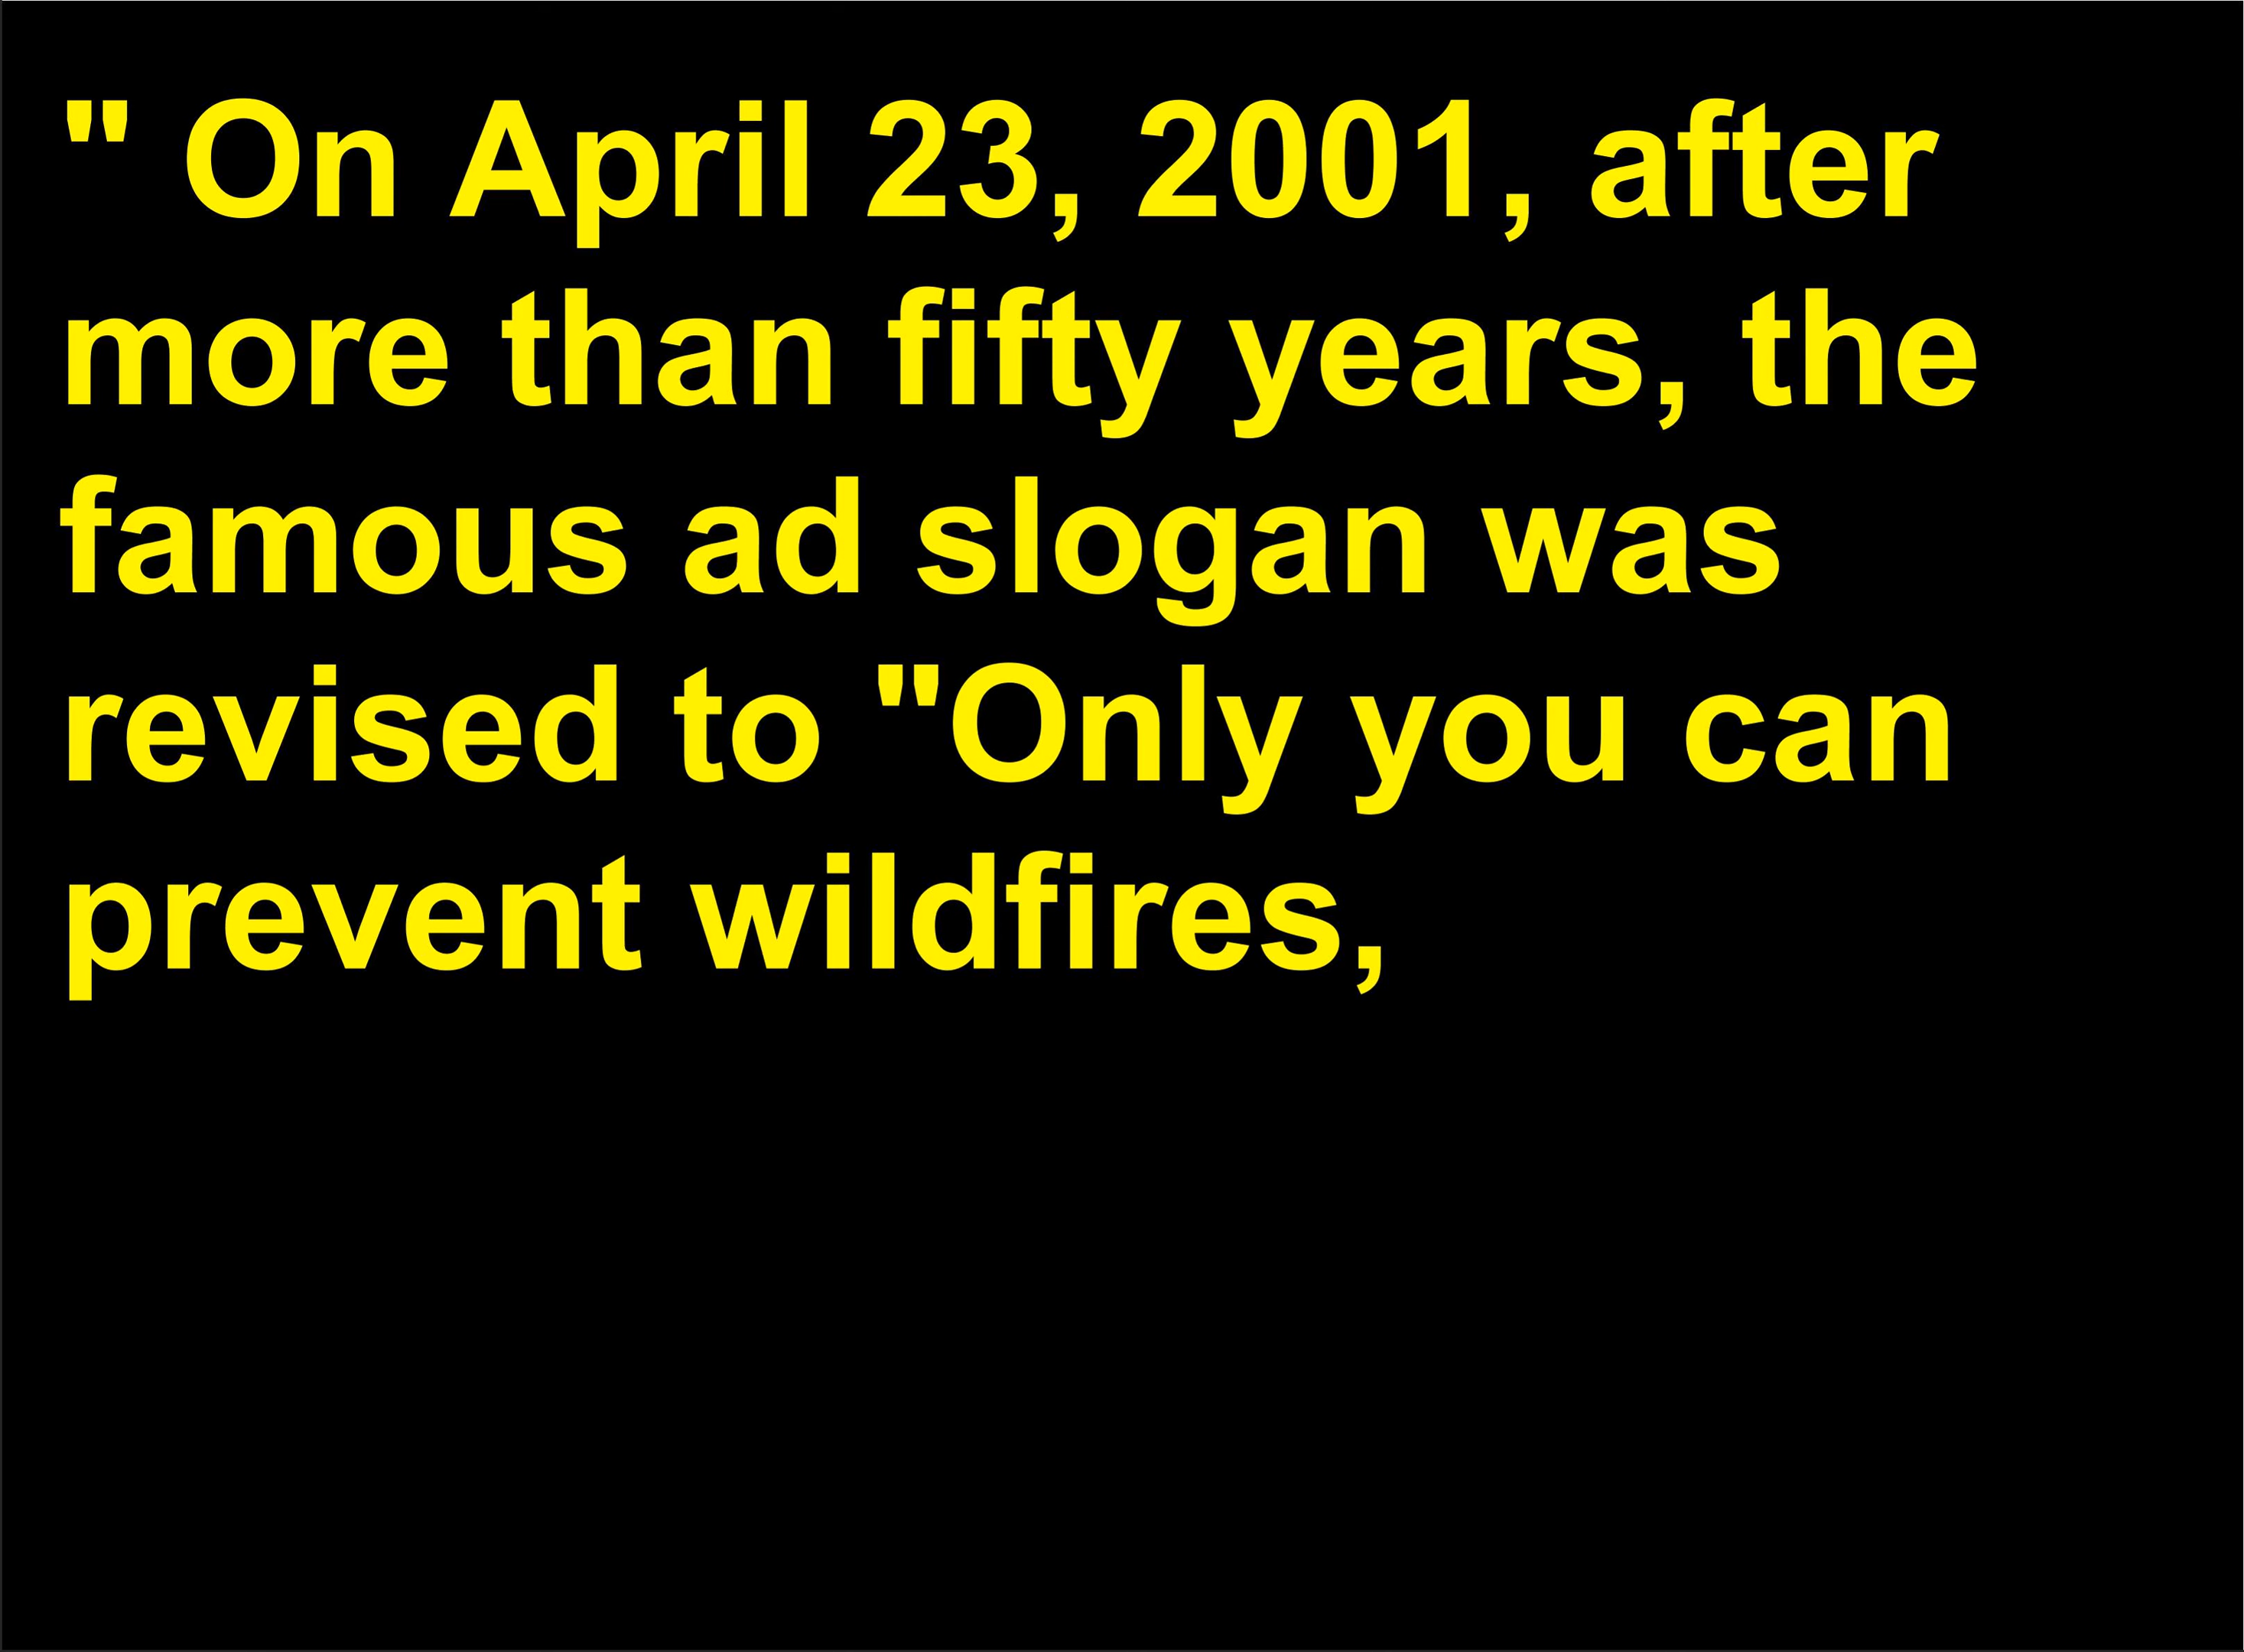 " On April 23, 2001, after
more than fifty years, the
famous ad slogan was
revised to "Only you can
prevent wildfires,